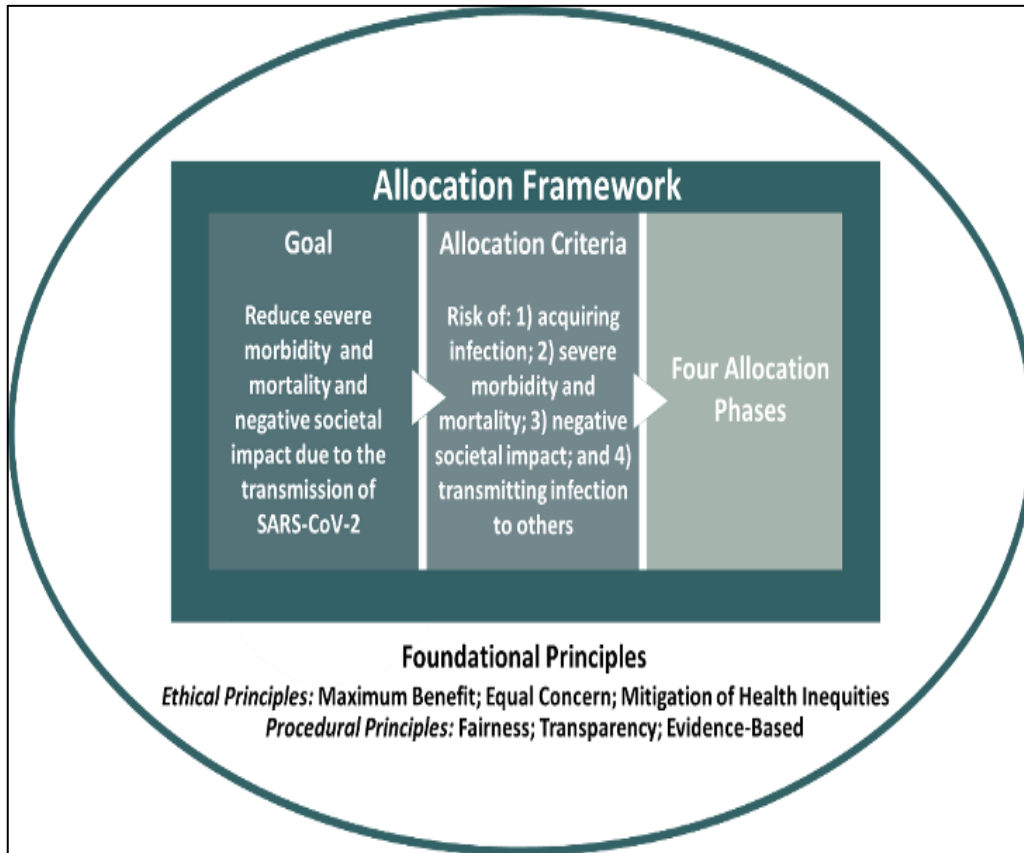 Allocation Framework
Goal
Reduce severe
morbidity and
mortality and
negative societal
impact due to the
transmission of
SARS-CoV-2
Allocation Criteria
Risk of: 1) acquiring
infection; 2) severe
morbidity and
mortality; 3) negative
societal impact; and 4)
transmitting infection
to others
Four Allocation
Phases
Foundational Principles
Ethical Principles: Maximum Benefit; Equal Concern; Mitigation of Health Inequities
Procedural Principles: Fairness; Transparency; Evidence-Based